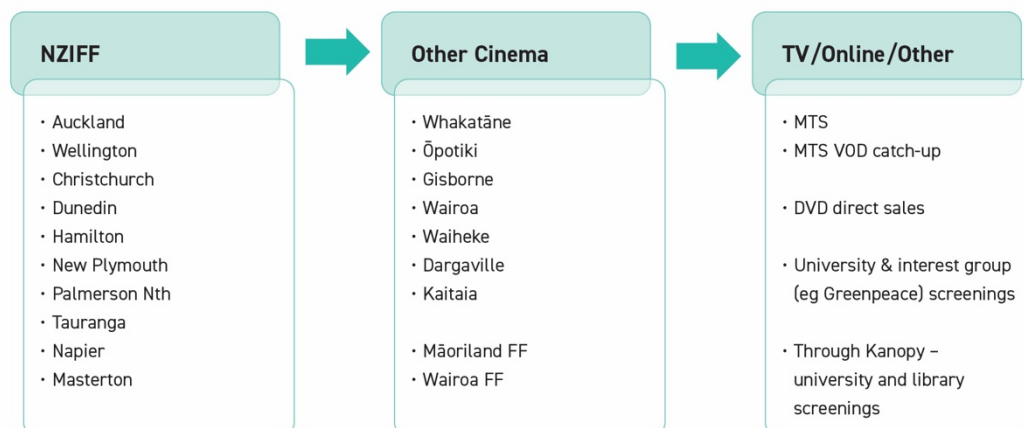 NZIFF
· Auckland
· Wellington
· Christchurch
· Dunedin
· Hamilton
· New Plymouth
· Palmerson Nth
· Tauranga
· Napier
· Masterton
Other Cinema
· Whakatāne
· Ōpotiki
· Gisborne
· Wairoa
· Waiheke
· Dargaville
· Kaitaia
· Māoriland FF
· Wairoa FF
TV/Online/Other
· MTS
· MTS VOD catch-up
· DVD direct sales
· University & interest group
(eg Greenpeace) screenings
· Through Kanopy –
university and library
screenings